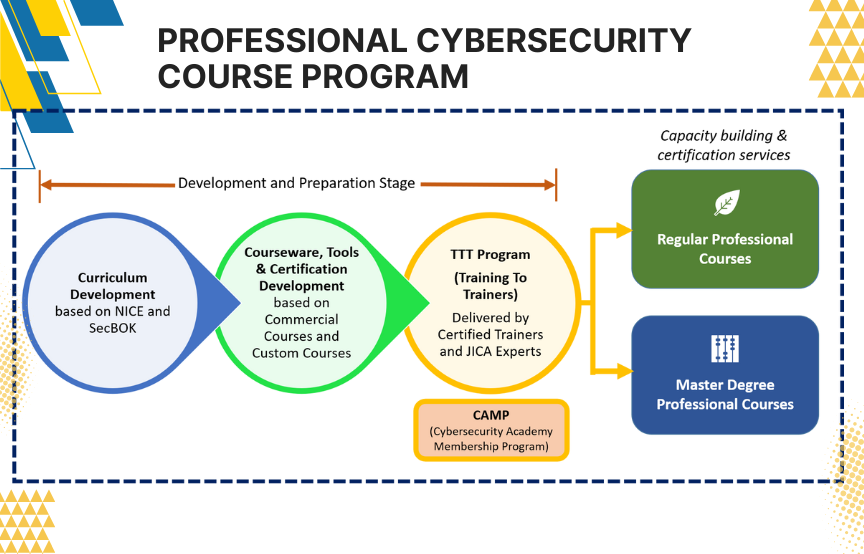 PROFESSIONAL CYBERSECURITY
COURSE PROGRAM
Capacity building &
certification services
Development and Preparation Stage
Curriculum
Development
based on NICE and
SecBOK
Courseware, Tools
& Certification
Development
based on
Commercial
Courses and
Custom Courses
TTT Program
(Training To
Trainers)
Delivered by
Certified Trainers
and JICA Experts
CAMP
(Cybersecurity Academy
Membership Program)
Regular Professional
Courses
Master Degree
Professional Courses